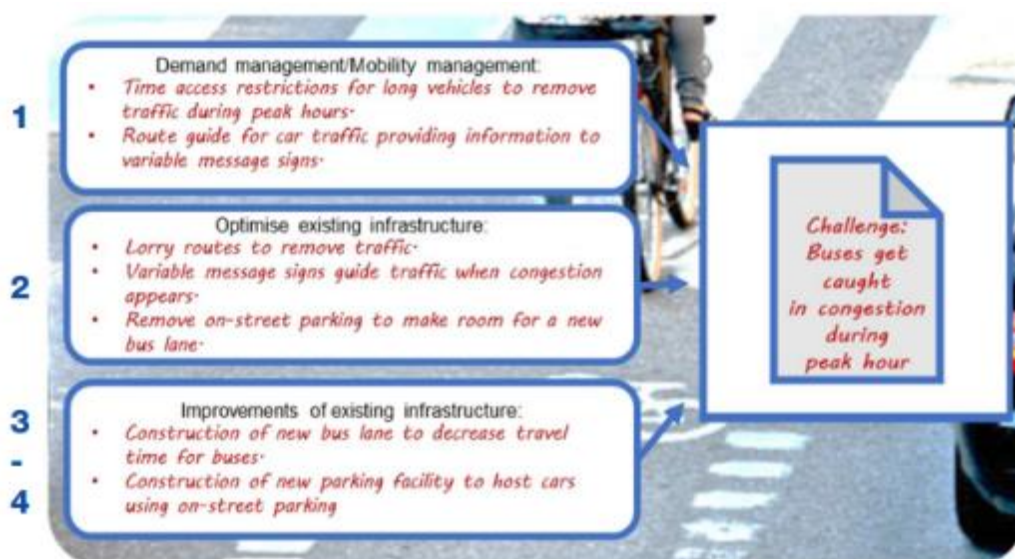 1
Demand management/Mobility management:
• Time access restrictions for long vehicles to remove
traffic during peak hours.
• Route guide for car traffic providing information to
variable message signs.
2
Optimise existing infrastructure:
• Lorry routes to remove traffic.
• Variable message signs guide traffic when congestion
appears.
• Remove on-street parking to make room for a new
bus lane.
3
-
4
Improvements of existing infrastructure:
• Construction of new bus lane to decrease travel
time for buses.
• Construction of new parking facility to host cars
using on-street parking
Challenge:
Buses get
caught
in congestion
during
peak hour